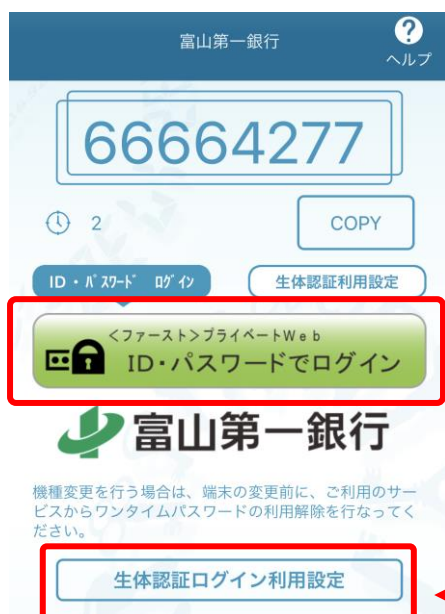 富山第一銀行
?
ヘルプ
66664277
2
COPY
ID・パスワード ログイン
生体認証利用設定
<ファースト>プライベートWeb
ID・パスワードでログイン
富山第一銀行
機種変更を行う場合は、端末の変更前に、ご利用のサー
ビスからワンタイムパスワードの利用解除を行なってく
ださい。
生体認証ログイン利用設定